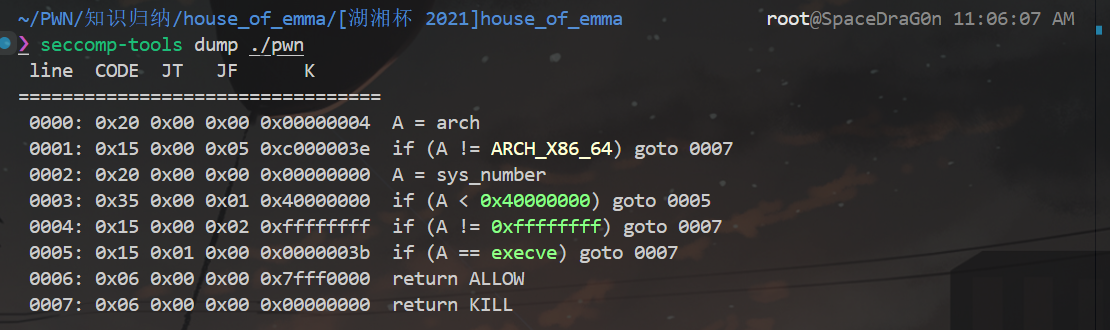 ~/PWN/知识归纳/house_of_emma/[湖湘杯 2021]house_of_emma root@SpaceDraG0n 11:06:07 AM
❯ seccomp-tools dump ./pwn
line CODE JT JF K
=================================
0000: 0x20 0x00 0x00 0x00000004 A = arch
0001: 0x15 0x00 0x05 0xc000003e if (A != ARCH_X86_64) goto 0007
0002: 0x20 0x00 0x00 0x00000000 A = sys_number
0003: 0x35 0x00 0x01 0x40000000 if (A < 0x40000000) goto 0005
0004: 0x15 0x00 0x02 0xffffffff if (A != 0xffffffff) goto 0007
0005: 0x15 0x01 0x00 0x0000003b if (A == execve) goto 0007
0006: 0x06 0x00 0x00 0x7fff0000 return ALLOW
0007: 0x06 0x00 0x00 0x00000000 return KILL